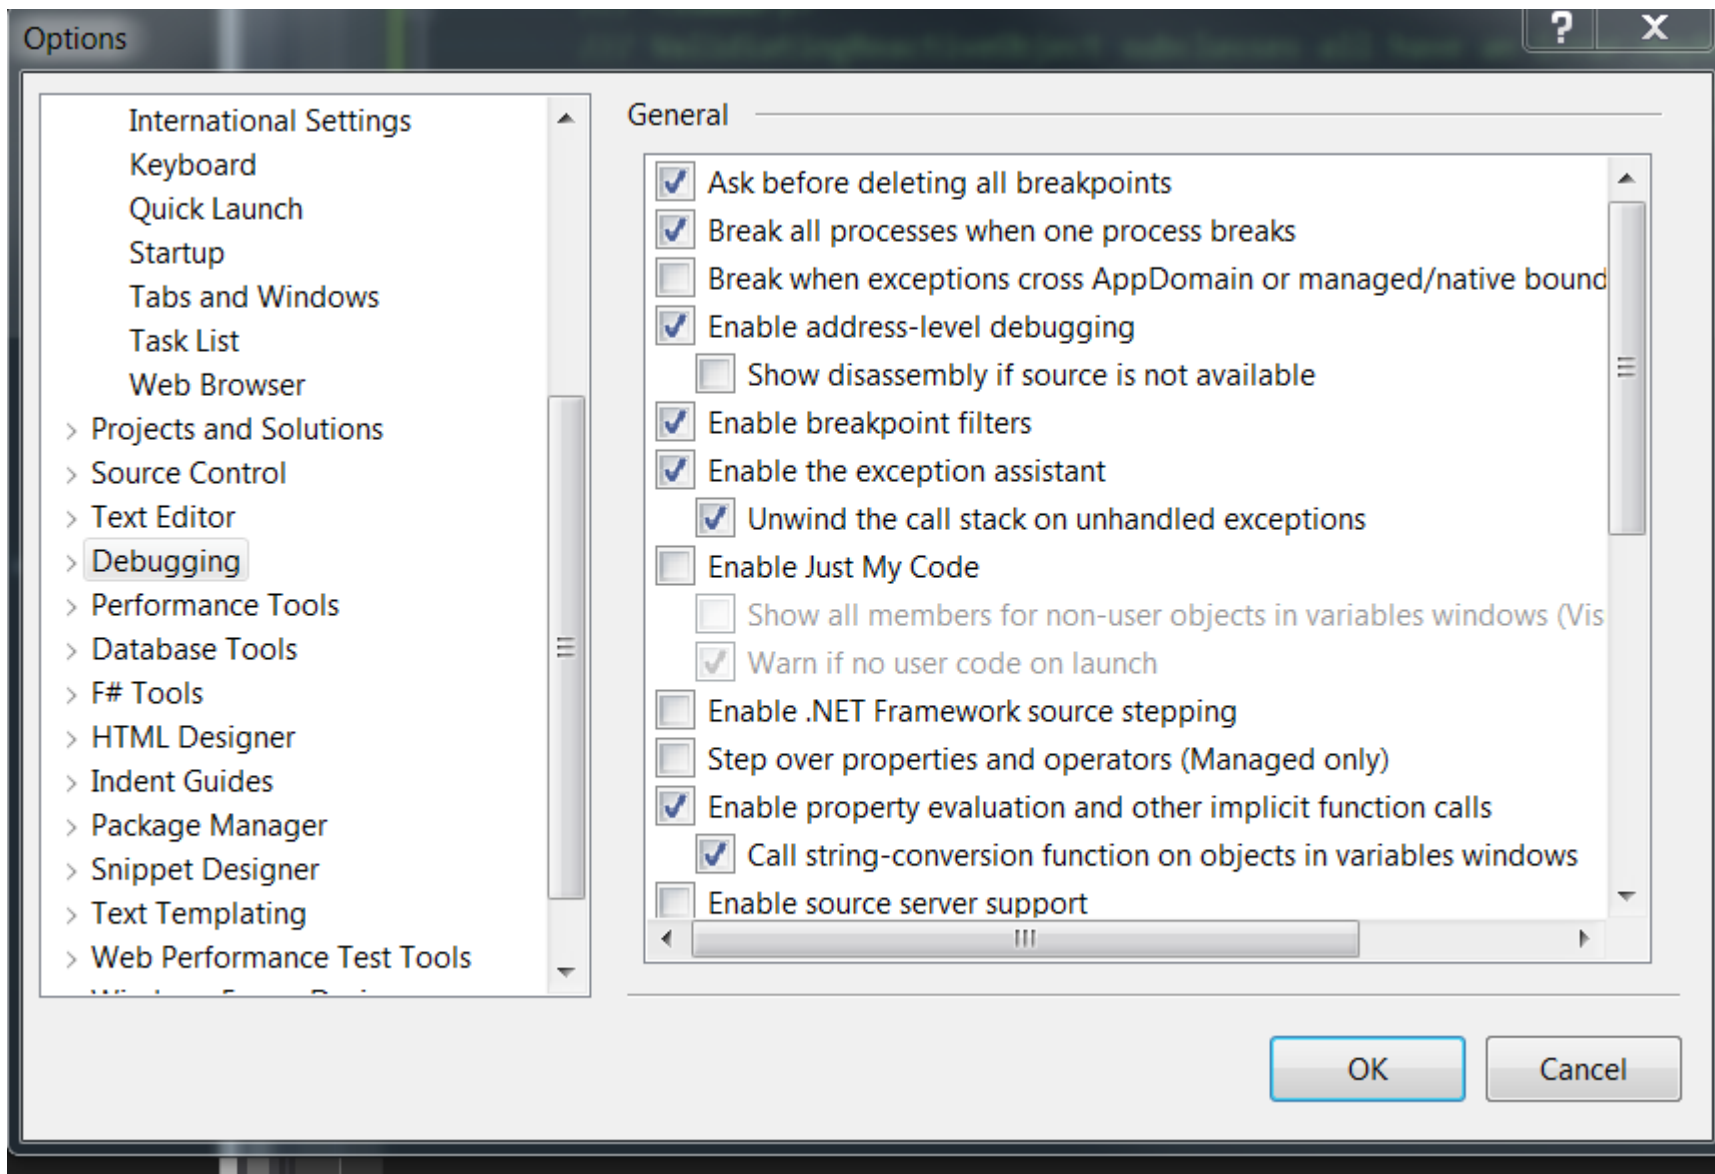 Options
?
X
International Settings
Keyboard
Quick Launch
Startup
Tabs and Windows
Task List
Web Browser
Projects and Solutions
Source Control
Text Editor
Debugging
Performance Tools
Database Tools
F# Tools
HTML Designer
Indent Guides
Package Manager
Snippet Designer
Text Templating
Web Performance Test Tools
General
Ask before deleting all breakpoints
Break all processes when one process breaks
Break when exceptions cross AppDomain or managed/native bound
Enable address-level debugging
Show disassembly if source is not available
Enable breakpoint filters
Enable the exception assistant
Unwind the call stack on unhandled exceptions
Enable Just My Code
Show all members for non-user objects in variables windows (Vis
Warn if no user code on launch
Enable .NET Framework source stepping
Step over properties and operators (Managed only)
Enable property evaluation and other implicit function calls
Call string-conversion function on objects in variables windows
Enable source server support
OK
Cancel